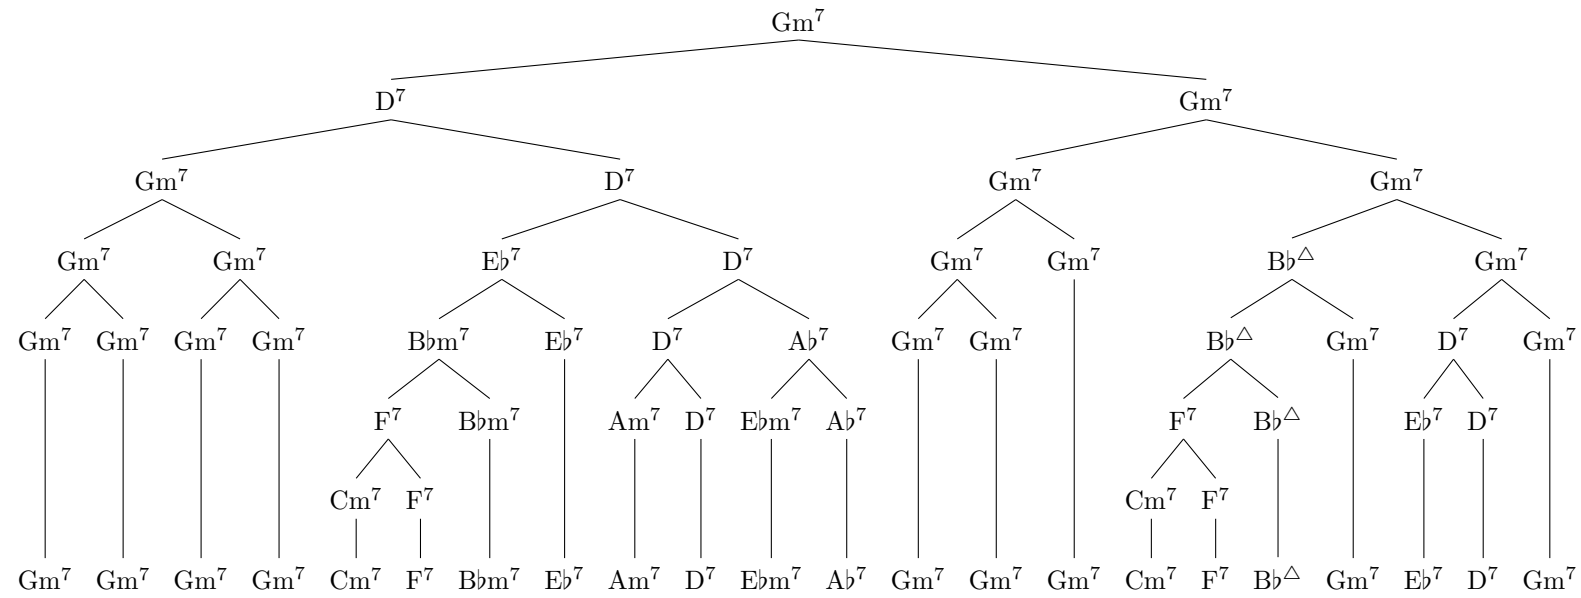 Gm⁷
D⁷ Gm⁷
Gm⁷ D⁷ Gm⁷ Gm⁷
Gm⁷ Gm⁷ E♭⁷ D⁷ Gm⁷ Gm⁷ B♭△ Gm⁷
Gm⁷ Gm⁷ Gm⁷ Gm⁷ B♭m⁷ E♭⁷ D⁷ A♭⁷ Gm⁷ Gm⁷ B♭△ Gm⁷ D⁷ Gm⁷
F⁷ B♭m⁷ Am⁷ D⁷ E♭m⁷ A♭⁷ F⁷ B♭△ E♭⁷ D⁷
Cm⁷ F⁷ Cm⁷ F⁷
Gm⁷ Gm⁷ Gm⁷ Gm⁷ Cm⁷ F⁷ B♭m⁷ E♭⁷ Am⁷ D⁷ E♭m⁷ A♭⁷ Gm⁷ Gm⁷ Gm⁷ Cm⁷ F⁷ B♭△ Gm⁷ E♭⁷ D⁷ Gm⁷